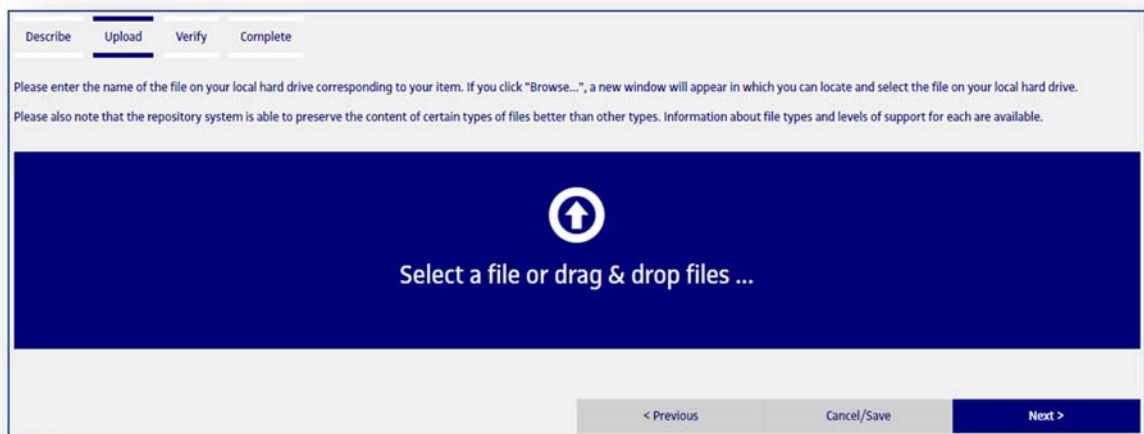 Describe Upload Verify Complete
Please enter the name of the file on your local hard drive corresponding to your item. If you click "Browse...", a new window will appear in which you can locate and select the file on your local hard drive.
Please also note that the repository system is able to preserve the content of certain types of files better than other types. Information about file types and levels of support for each are available.
Select a file or drag & drop files ...
< Previous Cancel/Save Next >